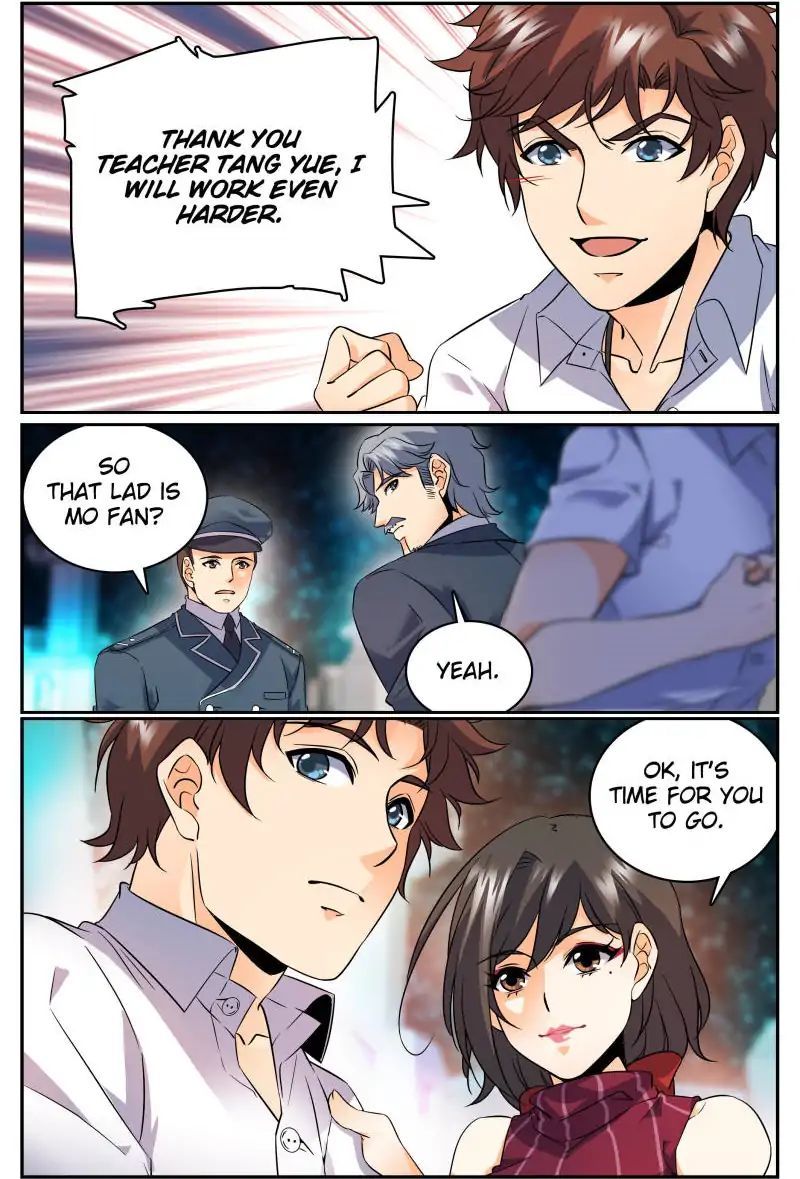 THANK YOU
TEACHER TANG YUE, I
WILL WORK EVEN
HARDER.
SO
THAT LAD IS
MO FAN?
YEAH.
OK, IT'S
TIME FOR YOU
TO GO.